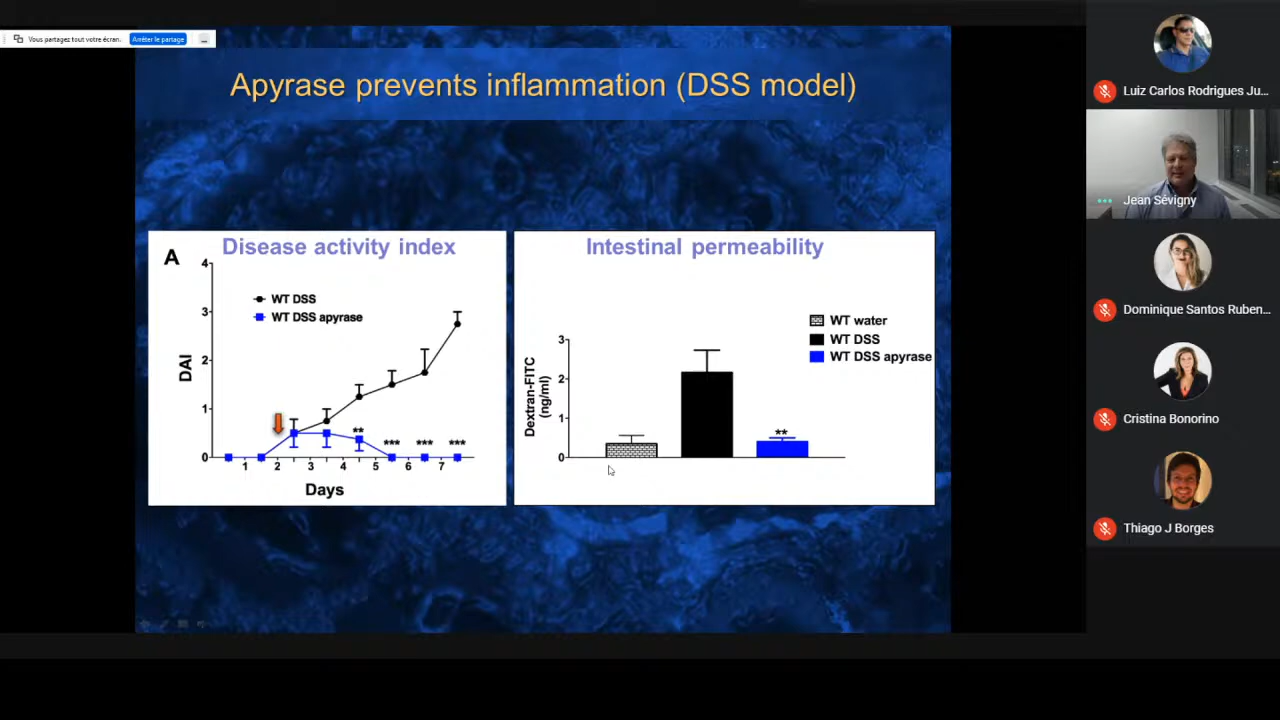 Vous partagez tout votre écran.
Arrêter le partage
...
Apyrase prevents inflammation (DSS model)
A
Disease activity index
4
3
2
1
0
DAI
WT DSS
WT DSS apyrase
**
***
***
***
1 2 3 4 5 6 7
Days
Intestinal permeability
WT water
WT DSS
WT DSS apyrase
3
2
1
0
Dextran-FITC
(ng/ml)
**
Luiz Carlos Rodrigues Ju...
Jean Sévigny
Dominique Santos Ruben...
Cristina Bonorino
Thiago J Borges